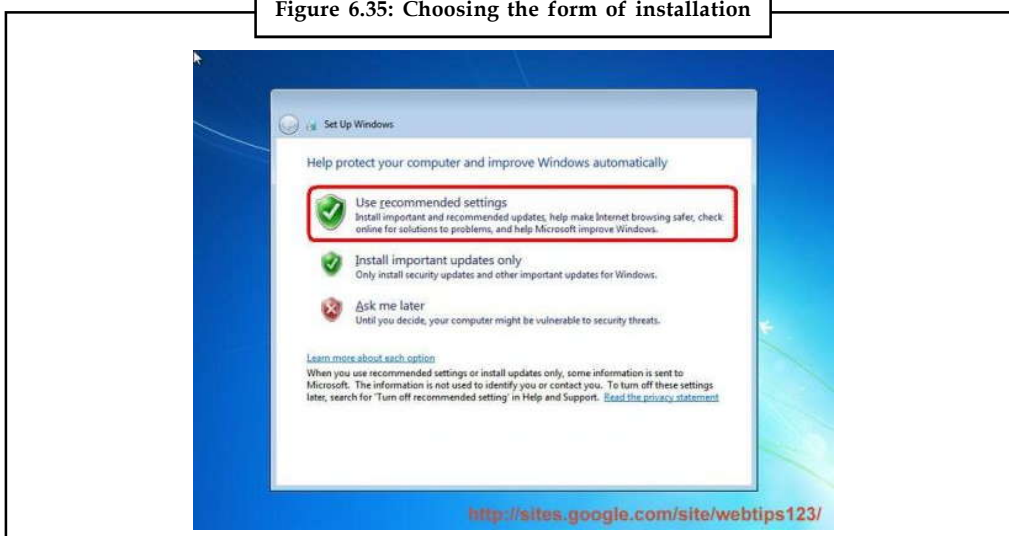 Figure 6.35: Choosing the form of installation
Set Up Windows
Help protect your computer and improve Windows automatically
Use recommended settings
Install important and recommended updates, help make Internet browsing safer, check
online for solutions to problems, and help Microsoft improve Windows.
Install important updates only
Only install security updates and other important updates for Windows.
Ask me later
Until you decide, your computer might be vulnerable to security threats.
Learn more about each option
When you use recommended settings or install updates only, some information is sent to
Microsoft. The information is not used to identify you or contact you. To turn off these settings
later, search for 'Turn off recommended setting' in Help and Support. Read the privacy statement
http://sites.google.com/site/webtips123/